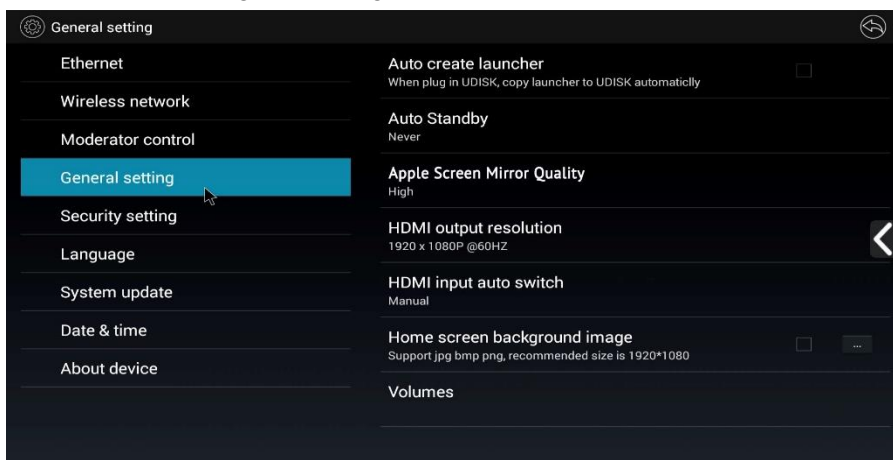 General setting
Ethernet
Wireless network
Moderator control
General setting
Security setting
Language
System update
Date & time
About device
Auto create launcher
When plug in UDISK, copy launcher to UDISK automaticlly
Auto Standby
Never
Apple Screen Mirror Quality
High
HDMI output resolution
1920 x 1080P @60HZ
HDMI input auto switch
Manual
Home screen background image
Support jpg bmp png, recommended size is 1920*1080
...
Volumes